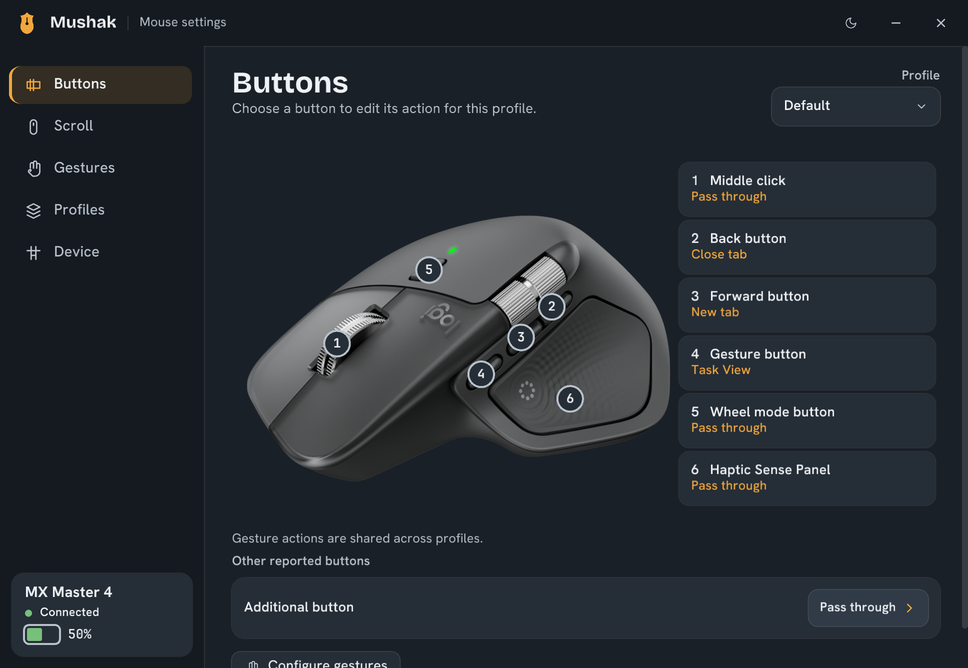 Mushak
Mouse settings
Buttons
Scroll
Gestures
Profiles
Device
MX Master 4
Connected
50%
Buttons
Choose a button to edit its action for this profile.
Profile
Default
logi
1
2
3
4
5
6
1 Middle click
Pass through
2 Back button
Close tab
3 Forward button
New tab
4 Gesture button
Task View
5 Wheel mode button
Pass through
6 Haptic Sense Panel
Pass through
Gesture actions are shared across profiles.
Other reported buttons
Additional button
Pass through
Configure gestures